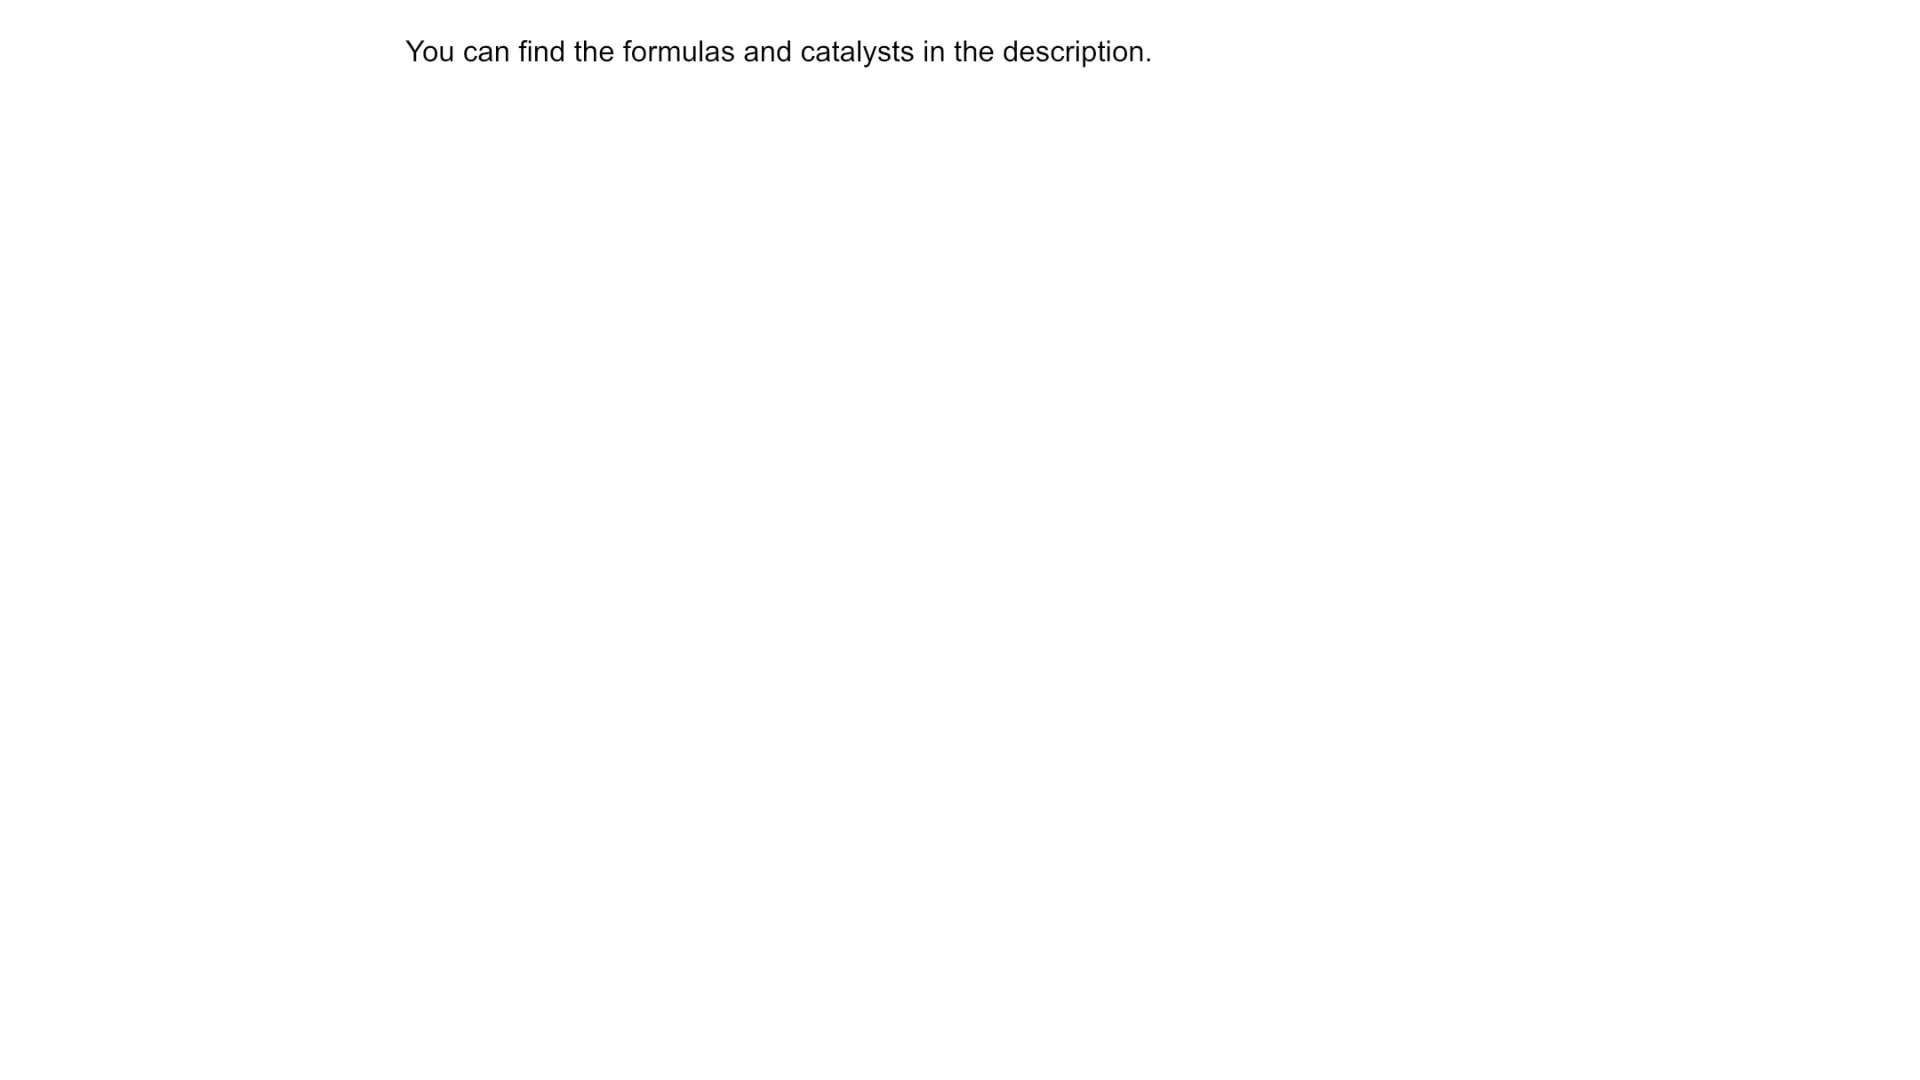 You can find the formulas and catalysts in the description.